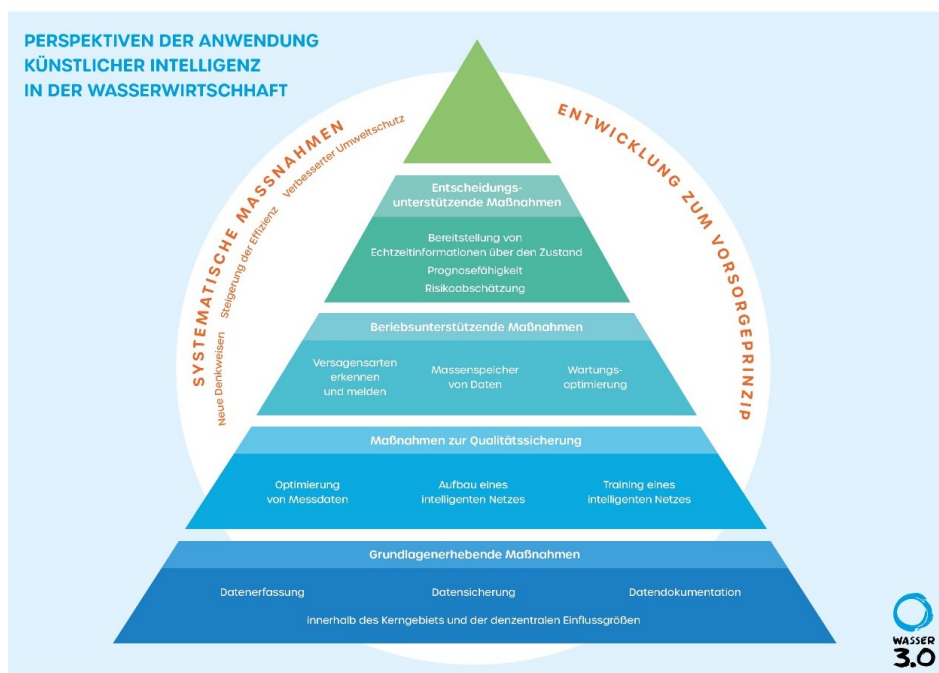 PERSPEKTIVEN DER ANWENDUNG
KÜNSTLICHER INTELLIGENZ
IN DER WASSERWIRTSCHHAFT
SYSTEMATISCHE MASSNAHMEN
Neue Denkweisen Steigerung der Effizienz Verbesserter Umweltschutz
ENTWICKLUNG ZUM VORSORGEPRINZIP
Entscheidungs-
unterstützende Maßnahmen
Bereitstellung von
Echtzeitinformationen über den Zustand
Prognosefähigkeit
Risikoabschätzung
Beriebsunterstützende Maßnahmen
Versagensarten
erkennen
und melden
Massenspeicher
von Daten
Wartungs-
optimierung
Maßnahmen zur Qualitätssicherung
Optimierung
von Messdaten
Aufbau eines
intelligenten Netzes
Training eines
intelligenten Netzes
Grundlagenerhebende Maßnahmen
Datenerfassung
Datensicherung
Datendokumentation
innerhalb des Kerngebiets und der denzentralen Einflussgrößen
WASSER
3.0